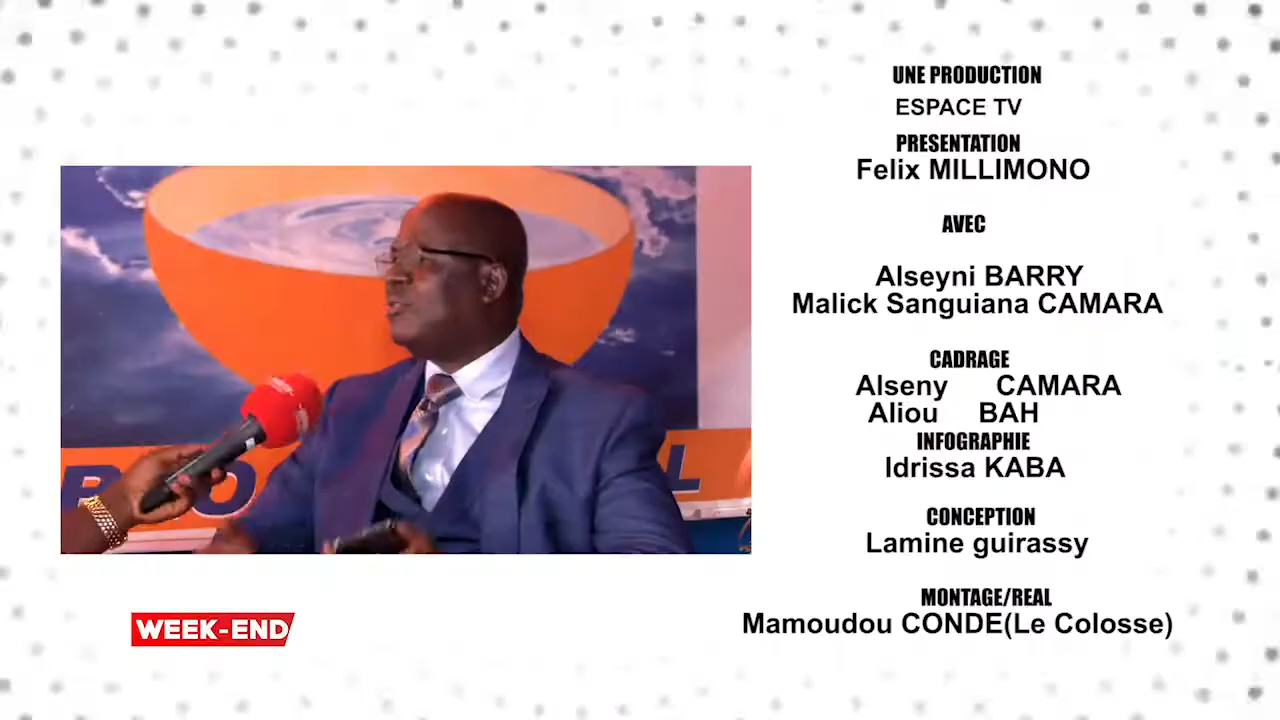 UNE PRODUCTION
ESPACE TV
PRESENTATION
Felix MILLIMONO
AVEC
Alseyni BARRY
Malick Sanguiana CAMARA
CADRAGE
Alseny CAMARA
Aliou BAH
INFOGRAPHIE
Idrissa KABA
CONCEPTION
Lamine guirassy
MONTAGE/REAL
Mamoudou CONDE(Le Colosse)
WEEK-END